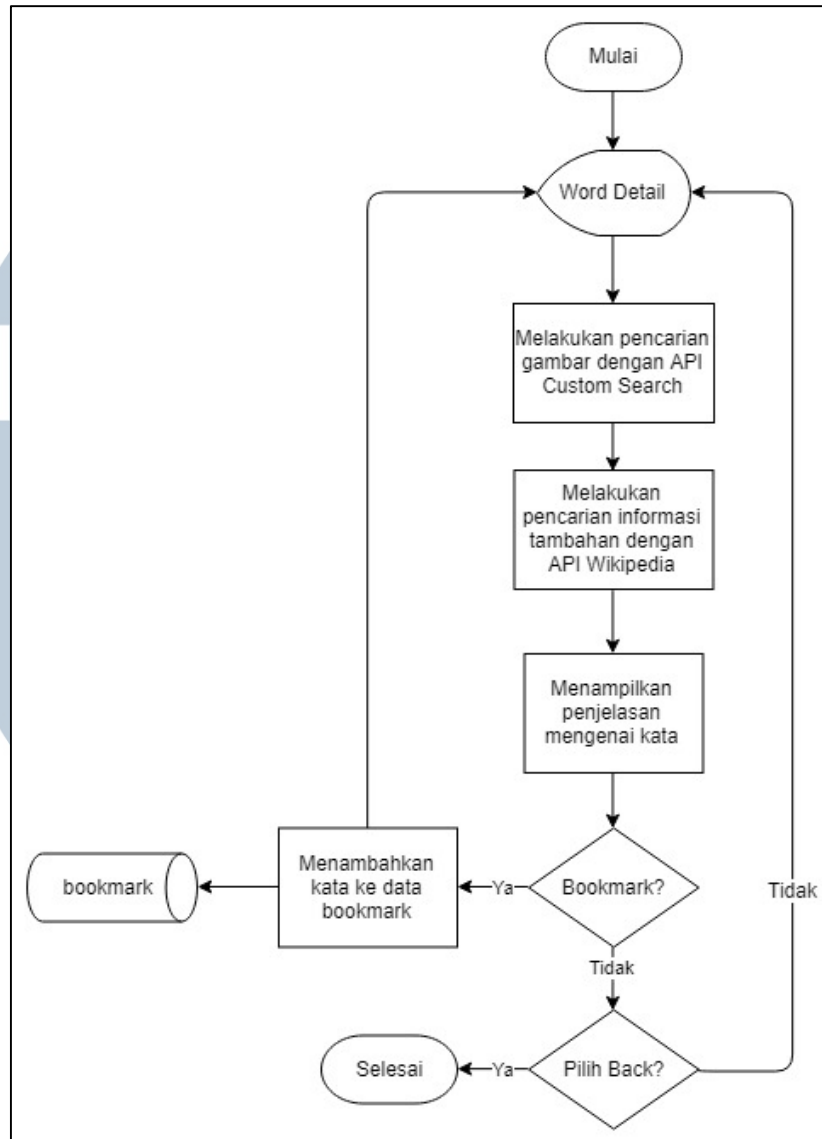 Mulai
Word Detail
Melakukan pencarian
gambar dengan API
Custom Search
Melakukan
pencarian informasi
tambahan dengan
API Wikipedia
Menampilkan
penjelasan
mengenai kata
bookmark
Menambahkan
kata ke data
bookmark
Ya
Bookmark?
Tidak
Tidak
Selesai
Ya
Pilih Back?